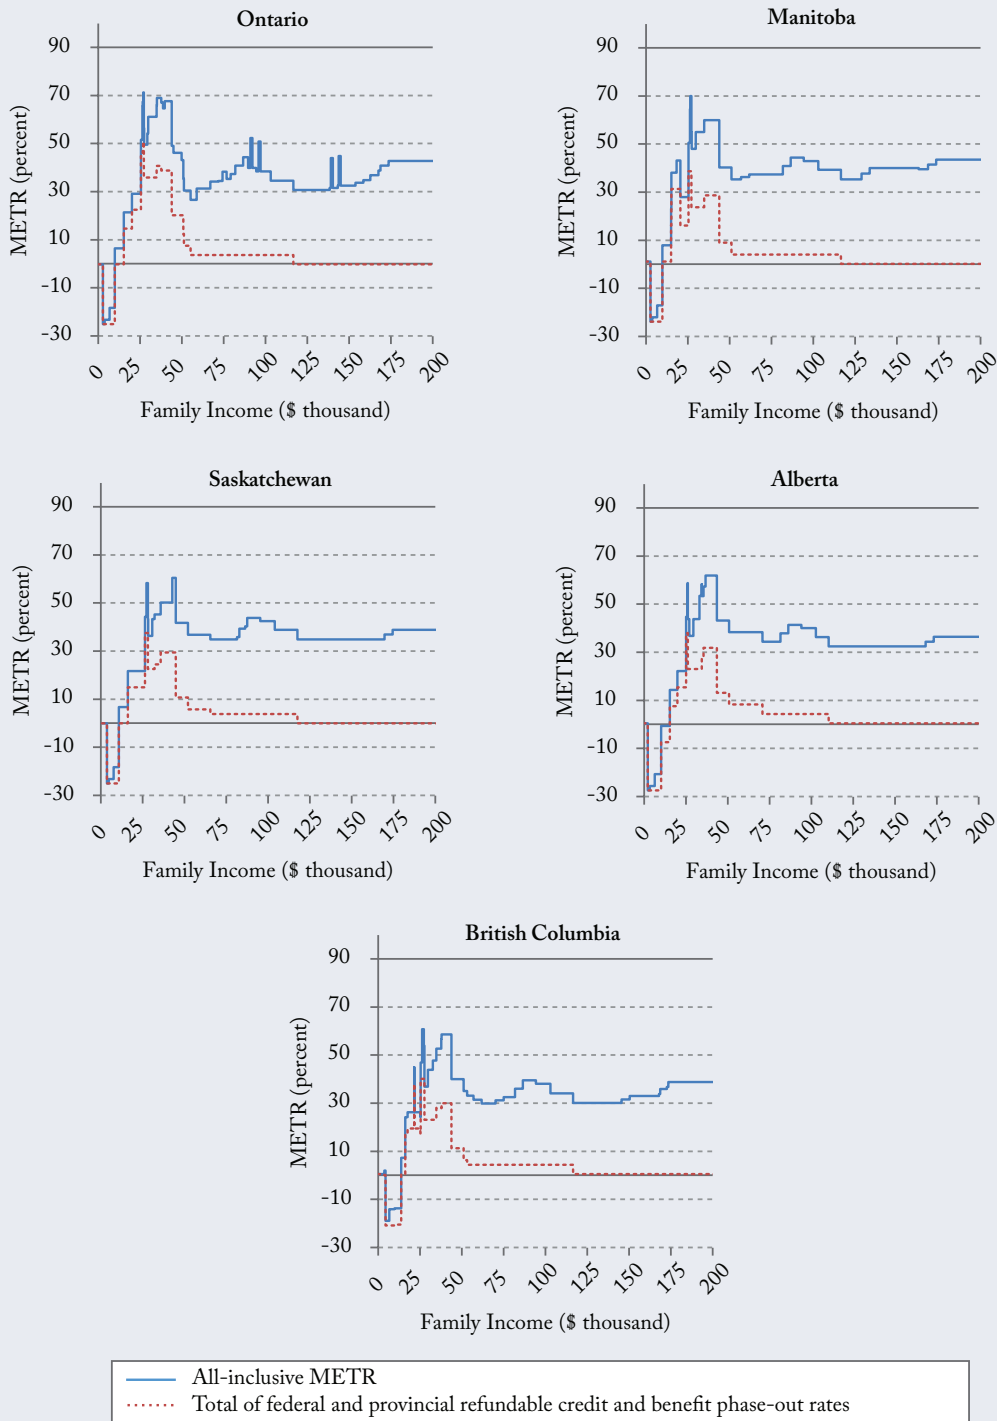 Ontario
METR (percent)
90
70
50
30
10
-10
-30
0 25 50 75 100 125 150 175 200
Family Income ($ thousand)
Manitoba
METR (percent)
90
70
50
30
10
-10
-30
0 25 50 75 100 125 150 175 200
Family Income ($ thousand)
Saskatchewan
METR (percent)
90
70
50
30
10
-10
-30
0 25 50 75 100 125 150 175 200
Family Income ($ thousand)
Alberta
METR (percent)
90
70
50
30
10
-10
-30
0 25 50 75 100 125 150 175 200
Family Income ($ thousand)
British Columbia
METR (percent)
90
70
50
30
10
-10
-30
0 25 50 75 100 125 150 175 200
Family Income ($ thousand)
All-inclusive METR
Total of federal and provincial refundable credit and benefit phase-out rates